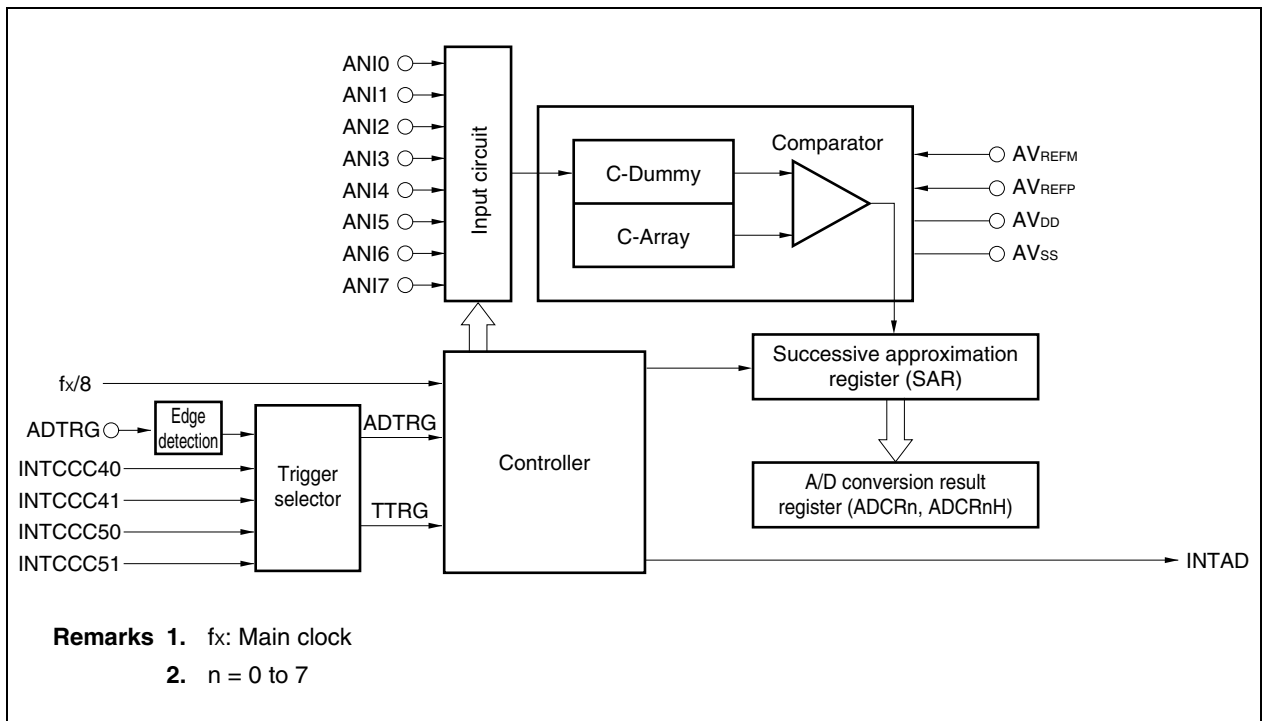 ANI0
ANI1
ANI2
ANI3
ANI4
ANI5
ANI6
ANI7
Input circuit
C-Dummy
C-Array
Comparator
AVREFM
AVREFP
AVDD
AVSS
Successive approximation
register (SAR)
A/D conversion result
register (ADCRn, ADCRnH)
fx/8
ADTRG
Edge
detection
INTCCC40
INTCCC41
INTCCC50
INTCCC51
Trigger
selector
ADTRG
TTRG
Controller
INTAD
Remarks 1. fx: Main clock
2. n = 0 to 7